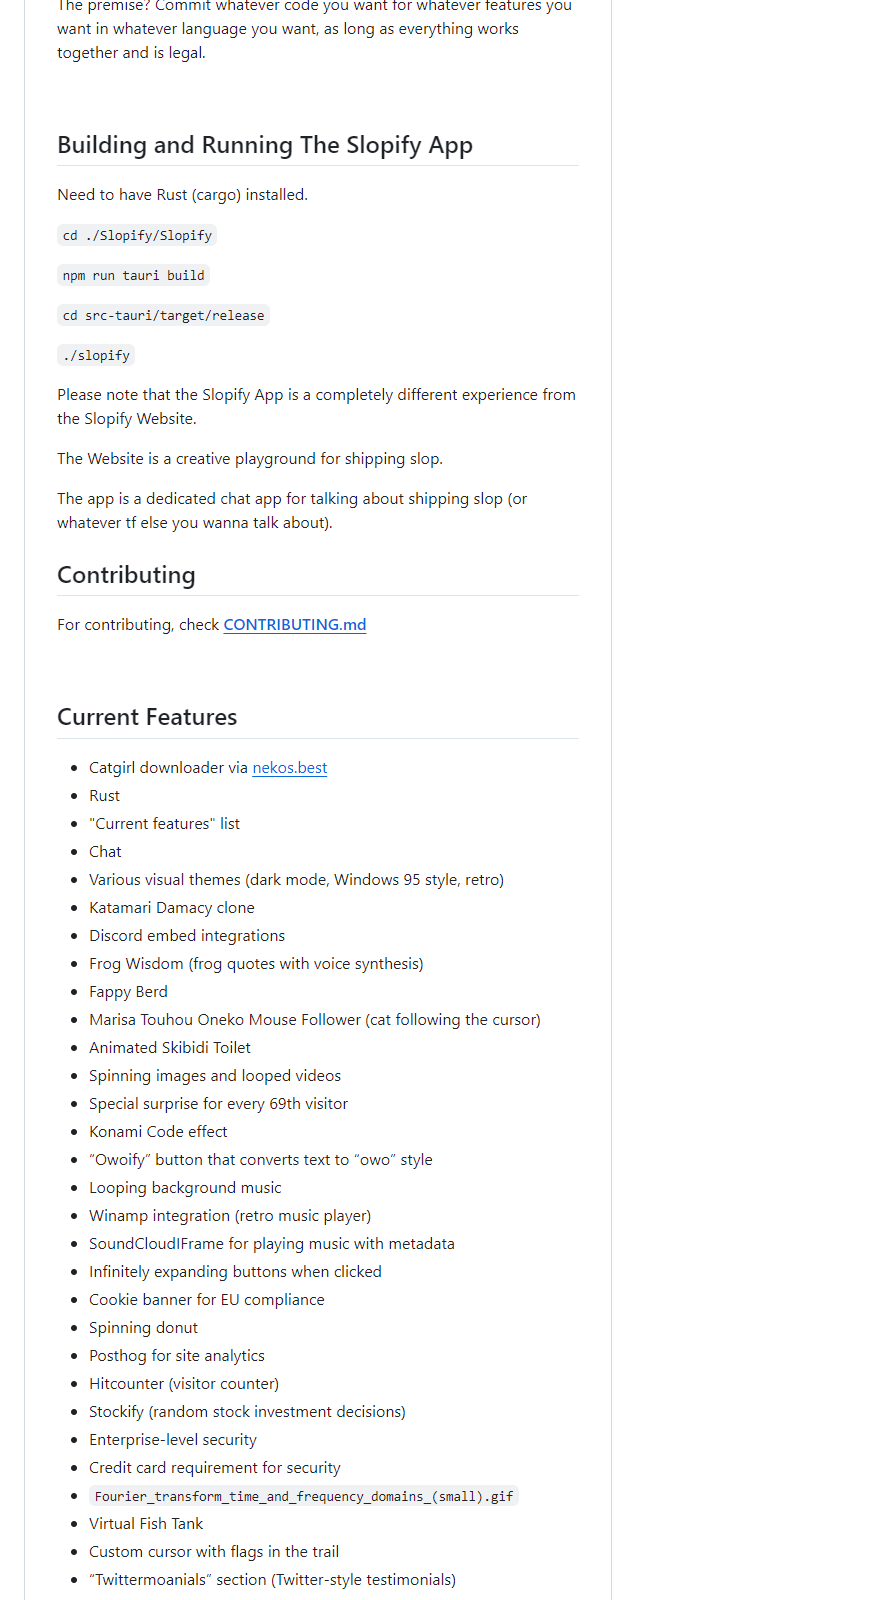 The premise? Commit whatever code you want for whatever features you
want in whatever language you want, as long as everything works
together and is legal.
Building and Running The Slopify App
Need to have Rust (cargo) installed.
cd ./Slopify/Slopify
npm run tauri build
cd src-tauri/target/release
./slopify
Please note that the Slopify App is a completely different experience from
the Slopify Website.
The Website is a creative playground for shipping slop.
The app is a dedicated chat app for talking about shipping slop (or
whatever tf else you wanna talk about).
Contributing
For contributing, check CONTRIBUTING.md
Current Features
Catgirl downloader via nekos.best
Rust
"Current features" list
Chat
Various visual themes (dark mode, Windows 95 style, retro)
Katamari Damacy clone
Discord embed integrations
Frog Wisdom (frog quotes with voice synthesis)
Fappy Berd
Marisa Touhou Oneko Mouse Follower (cat following the cursor)
Animated Skibidi Toilet
Spinning images and looped videos
Special surprise for every 69th visitor
Konami Code effect
“Owoify” button that converts text to “owo” style
Looping background music
Winamp integration (retro music player)
SoundCloudIFrame for playing music with metadata
Infinitely expanding buttons when clicked
Cookie banner for EU compliance
Spinning donut
Posthog for site analytics
Hitcounter (visitor counter)
Stockify (random stock investment decisions)
Enterprise-level security
Credit card requirement for security
Fourier_transform_time_and_frequency_domains_(small).gif
Virtual Fish Tank
Custom cursor with flags in the trail
“Twittermoanials” section (Twitter-style testimonials)